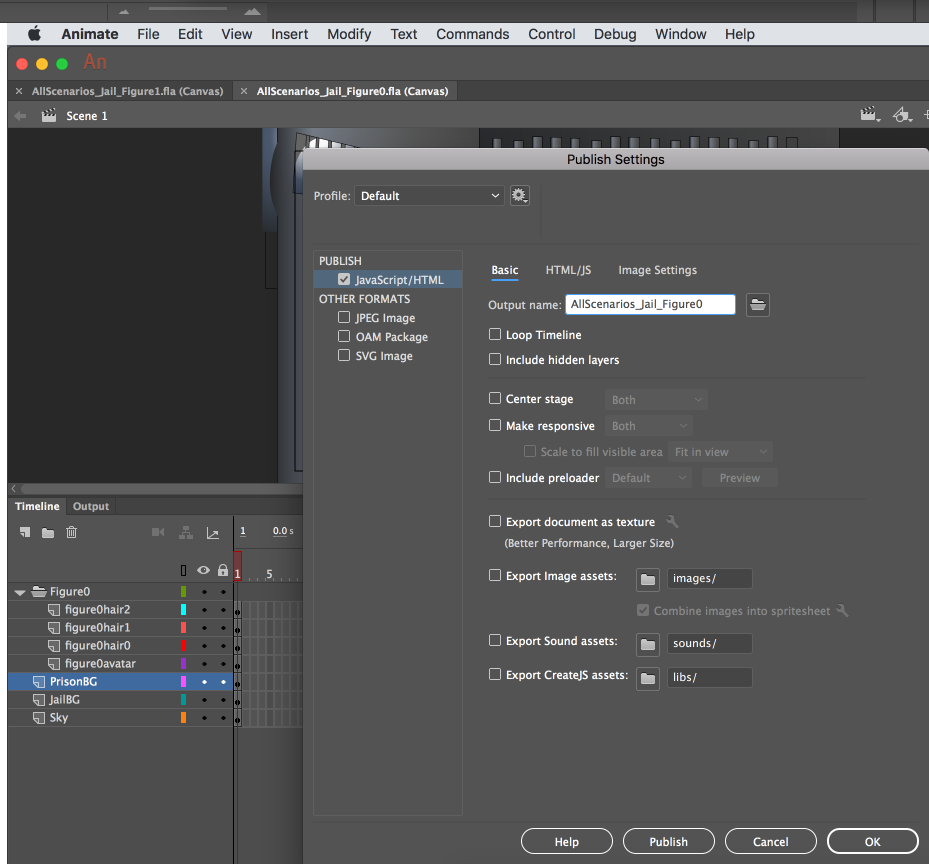 Animate File Edit View Insert Modify Text Commands Control Debug Window Help
An
× AllScenarios_Jail_Figure1.fla (Canvas) × AllScenarios_Jail_Figure0.fla (Canvas)
Scene 1
Publish Settings
Profile: Default
PUBLISH
JavaScript/HTML
OTHER FORMATS
JPEG Image
OAM Package
SVG Image
Basic HTML/JS Image Settings
Output name: AllScenarios_Jail_Figure0
Loop Timeline
Include hidden layers
Center stage Both
Make responsive Both
Scale to fill visible area Fit in view
Include preloader Default Preview
Export document as texture
(Better Performance, Larger Size)
Export Image assets: images/
Combine images into spritesheet
Export Sound assets: sounds/
Export CreateJS assets: libs/
Help Publish Cancel OK
Timeline Output
1 0.0 s
1 5
Figure0
figure0hair2
figure0hair1
figure0hair0
figure0avatar
PrisonBG
JailBG
Sky